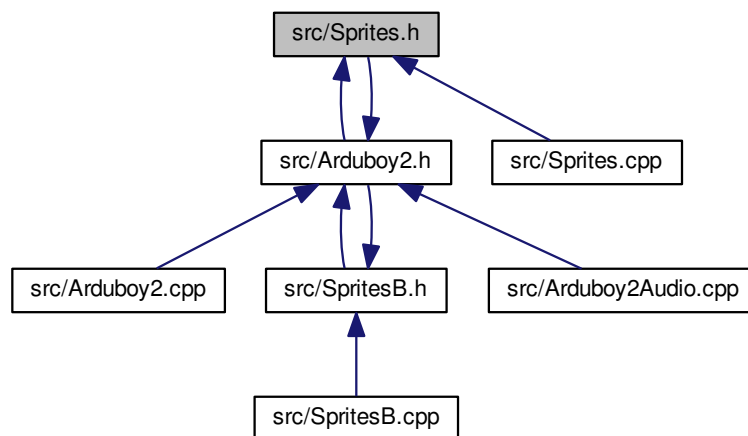 src/Sprites.h
src/Arduboy2.h
src/Sprites.cpp
src/Arduboy2.cpp
src/SpritesB.h
src/Arduboy2Audio.cpp
src/SpritesB.cpp